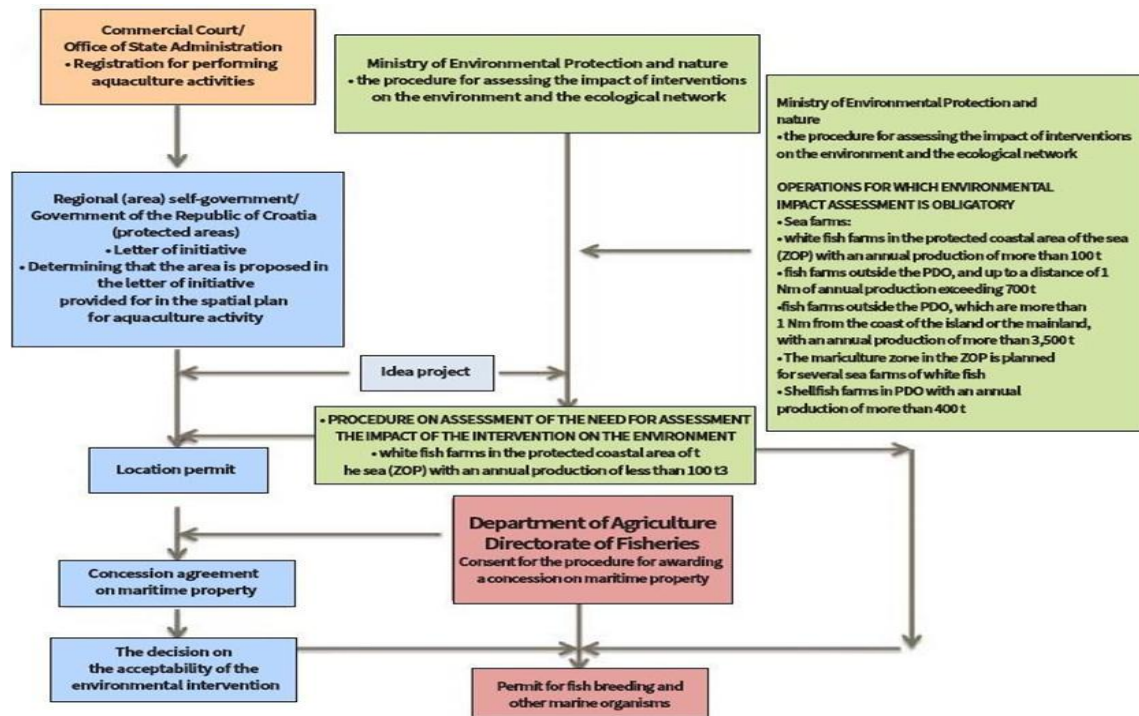 Commercial Court/
Office of State Administration
• Registration for performing
aquaculture activities
Ministry of Environmental Protection and nature
• the procedure for assessing the impact of interventions
on the environment and the ecological network
Ministry of Environmental Protection and
nature
• the procedure for assessing the impact of interventions
on the environment and the ecological network
OPERATIONS FOR WHICH ENVIRONMENTAL
IMPACT ASSESSMENT IS OBLIGATORY
• Sea farms:
• white fish farms in the protected coastal area of the sea
(ZOP) with an annual production of more than 100 t
• fish farms outside the PDO, and up to a distance of 1
Nm of annual production exceeding 700 t
•fish farms outside the PDO, which are more than
1 Nm from the coast of the island or the mainland,
with an annual production of more than 3,500 t
• The mariculture zone in the ZOP is planned
for several sea farms of white fish
• Shellfish farms in PDO with an annual
production of more than 400 t
Regional (area) self-government/
Government of the Republic of Croatia
(protected areas)
• Letter of initiative
• Determining that the area is proposed in
the letter of initiative
provided for in the spatial plan
for aquaculture activity
Idea project
• PROCEDURE ON ASSESSMENT OF THE NEED FOR ASSESSMENT
THE IMPACT OF THE INTERVENTION ON THE ENVIRONMENT
• white fish farms in the protected coastal area of t
he sea (ZOP) with an annual production of less than 100 t3
Location permit
Department of Agriculture
Directorate of Fisheries
Consent for the procedure for awarding
a concession on maritime property
Concession agreement
on maritime property
The decision on
the acceptability of the
environmental intervention
Permit for fish breeding and
other marine organisms